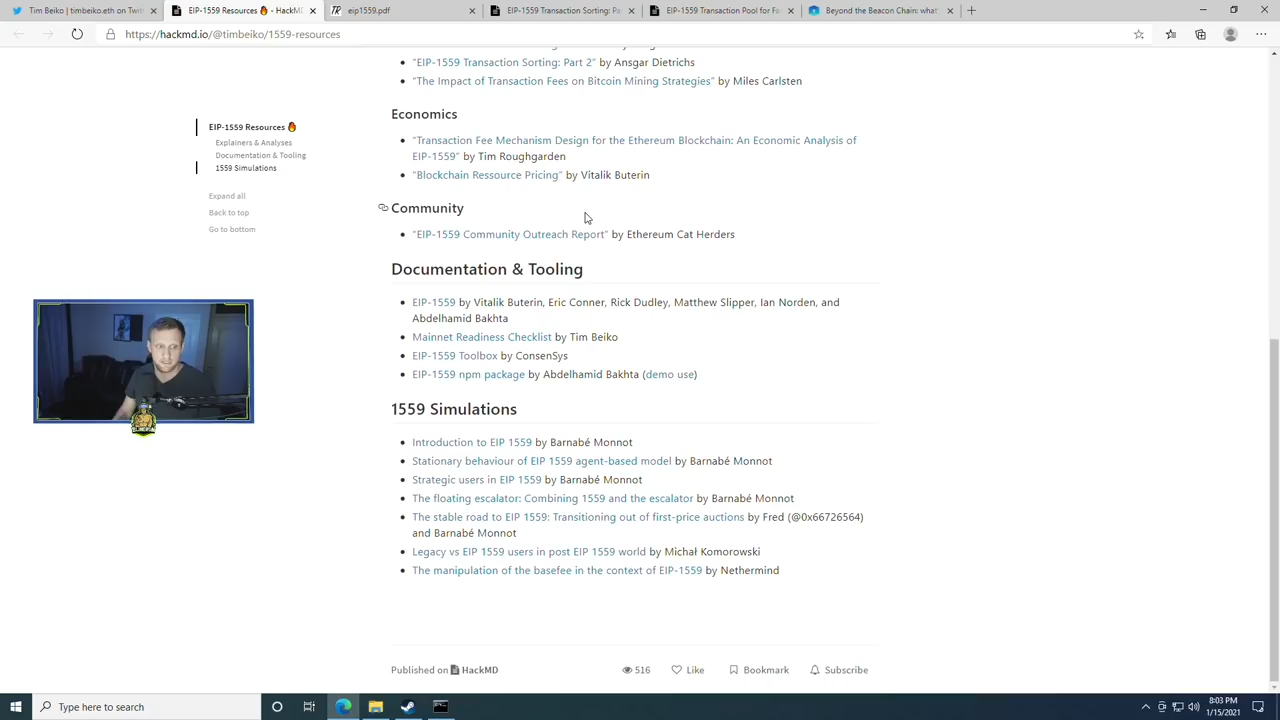 Tim Beiko | timbeiko.eth on Twitt
EIP-1559 Resources 🔥 - HackMD
eip1559.pdf
EIP-1559 Transaction Sorting: Pa
EIP-1559 Transaction Pool for Fa
Beyond the Beacon Chain: what'
https://hackmd.io/@timbeiko/1559-resources
"EIP-1559 Transaction Sorting: Part 2" by Ansgar Dietrichs
"The Impact of Transaction Fees on Bitcoin Mining Strategies" by Miles Carlsten
EIP-1559 Resources 🔥
Explainers & Analyses
Documentation & Tooling
1559 Simulations
Expand all
Back to top
Go to bottom
Economics
"Transaction Fee Mechanism Design for the Ethereum Blockchain: An Economic Analysis of
EIP-1559" by Tim Roughgarden
"Blockchain Ressource Pricing" by Vitalik Buterin
Community
"EIP-1559 Community Outreach Report" by Ethereum Cat Herders
Documentation & Tooling
EIP-1559 by Vitalik Buterin, Eric Conner, Rick Dudley, Matthew Slipper, Ian Norden, and
Abdelhamid Bakhta
Mainnet Readiness Checklist by Tim Beiko
EIP-1559 Toolbox by ConsenSys
EIP-1559 npm package by Abdelhamid Bakhta (demo use)
1559 Simulations
Introduction to EIP 1559 by Barnabé Monnot
Stationary behaviour of EIP 1559 agent-based model by Barnabé Monnot
Strategic users in EIP 1559 by Barnabé Monnot
The floating escalator: Combining 1559 and the escalator by Barnabé Monnot
The stable road to EIP 1559: Transitioning out of first-price auctions by Fred (@0x66726564)
and Barnabé Monnot
Legacy vs EIP 1559 users in post EIP 1559 world by Michał Komorowski
The manipulation of the basefee in the context of EIP-1559 by Nethermind
Published on HackMD
516
Like
Bookmark
Subscribe
Type here to search
8:03 PM
1/15/2021